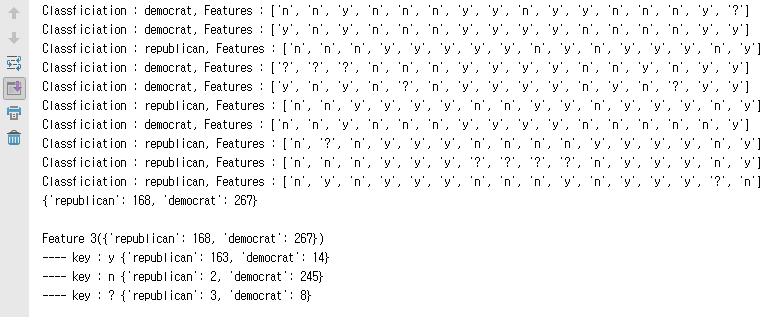 Classficiation : democrat, Features : ['n', 'n', 'y', 'n', 'n', 'n', 'y', 'y', 'n', 'y', 'y', 'n', 'n', 'n', 'y', '?']
Classficiation : democrat, Features : ['y', 'n', 'y', 'n', 'n', 'n', 'y', 'y', 'y', 'y', 'n', 'n', 'n', 'n', 'y', 'y']
Classficiation : republican, Features : ['n', 'n', 'n', 'y', 'y', 'y', 'y', 'y', 'n', 'y', 'n', 'y', 'y', 'y', 'n', 'y']
Classficiation : democrat, Features : ['?', '?', '?', 'n', 'n', 'n', 'y', 'y', 'y', 'y', 'n', 'n', 'y', 'n', 'y', 'y']
Classficiation : democrat, Features : ['y', 'n', 'y', 'n', '?', 'n', 'y', 'y', 'y', 'y', 'n', 'y', 'n', '?', 'y', 'y']
Classficiation : republican, Features : ['n', 'n', 'y', 'y', 'y', 'y', 'n', 'n', 'y', 'y', 'n', 'y', 'y', 'y', 'n', 'y']
Classficiation : democrat, Features : ['n', 'n', 'y', 'n', 'n', 'n', 'y', 'y', 'y', 'y', 'n', 'n', 'n', 'n', 'n', 'y']
Classficiation : republican, Features : ['n', '?', 'n', 'y', 'y', 'y', 'n', 'n', 'n', 'n', 'y', 'y', 'y', 'y', 'n', 'y']
Classficiation : republican, Features : ['n', 'n', 'n', 'y', 'y', 'y', '?', '?', '?', '?', 'n', 'y', 'y', 'y', 'n', 'y']
Classficiation : republican, Features : ['n', 'y', 'n', 'y', 'y', 'y', 'n', 'n', 'n', 'y', 'n', 'y', 'y', 'y', '?', 'n']
{'republican': 168, 'democrat': 267}
Feature 3({'republican': 168, 'democrat': 267})
---- key : y {'republican': 163, 'democrat': 14}
---- key : n {'republican': 2, 'democrat': 245}
---- key : ? {'republican': 3, 'democrat': 8}